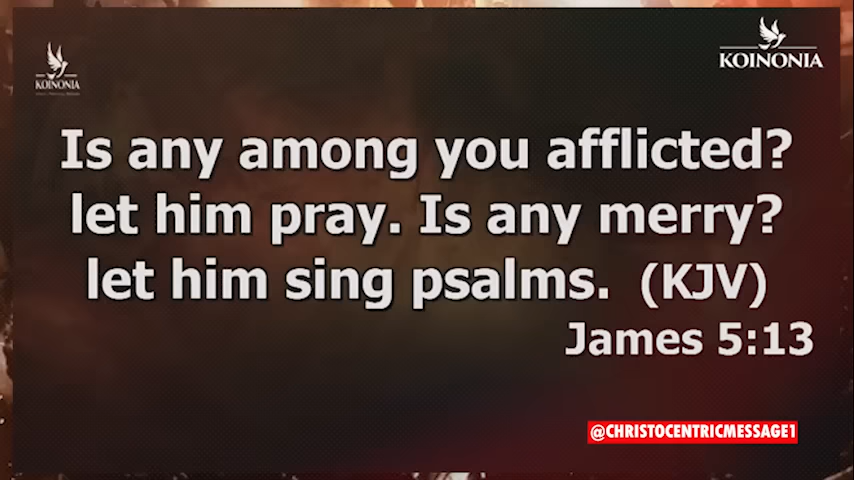 KOINONIA
KOINONIA
Is any among you afflicted?
let him pray. Is any merry?
let him sing psalms. (KJV)
James 5:13
@CHRISTOCENTRICMESSAGE1